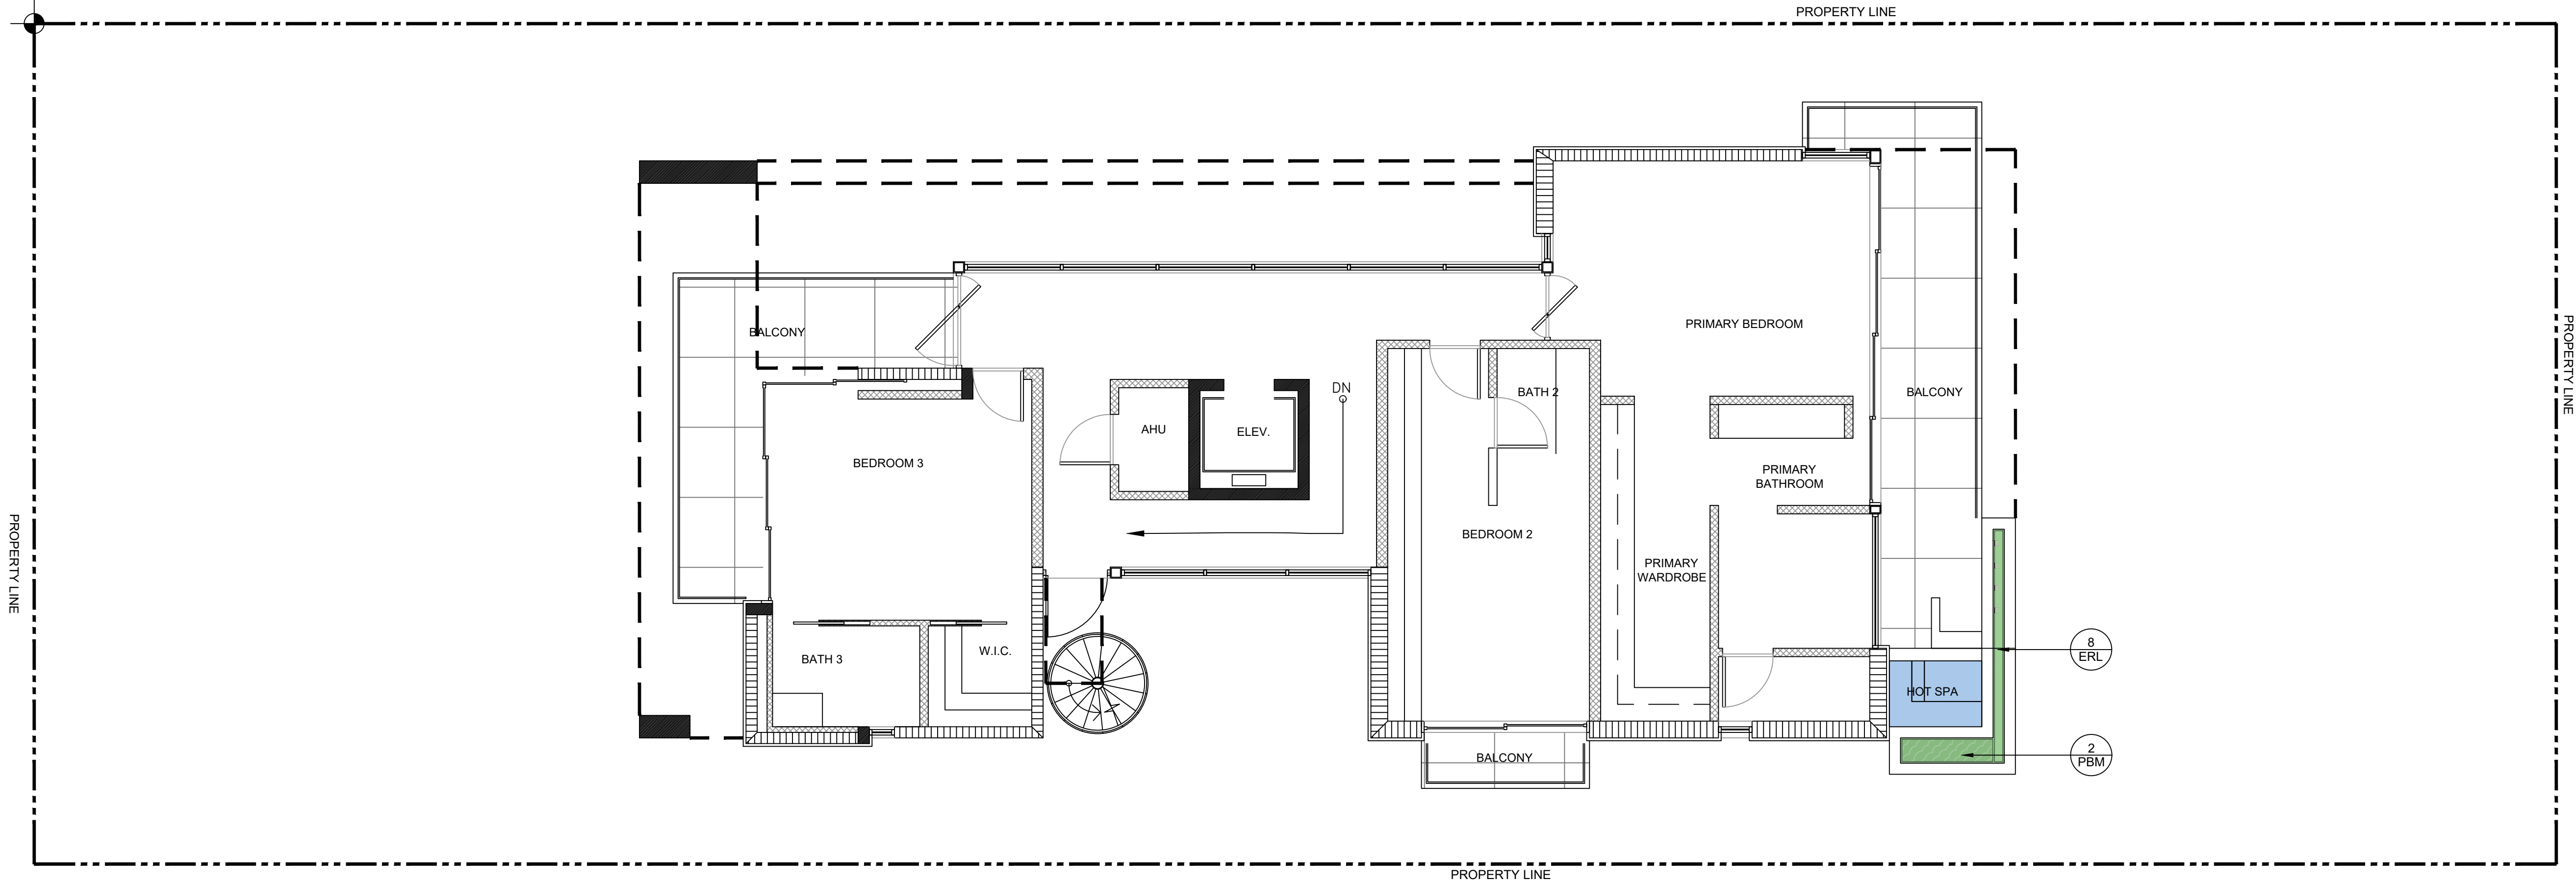 PROPERTY LINE
PROPERTY LINE
PRIMARY BEDROOM
BALCONY
DN
BATH 2
BALCONY
AHU
ELEV.
BEDROOM 3
PRIMARY
BATHROOM
BEDROOM 2
PROPERTY LINE
PRIMARY
WARDROBE
8
ERL
W.I.C.
BATH 3
HOT SPA
2
PBM
BALCONY
PROPERTY LINE